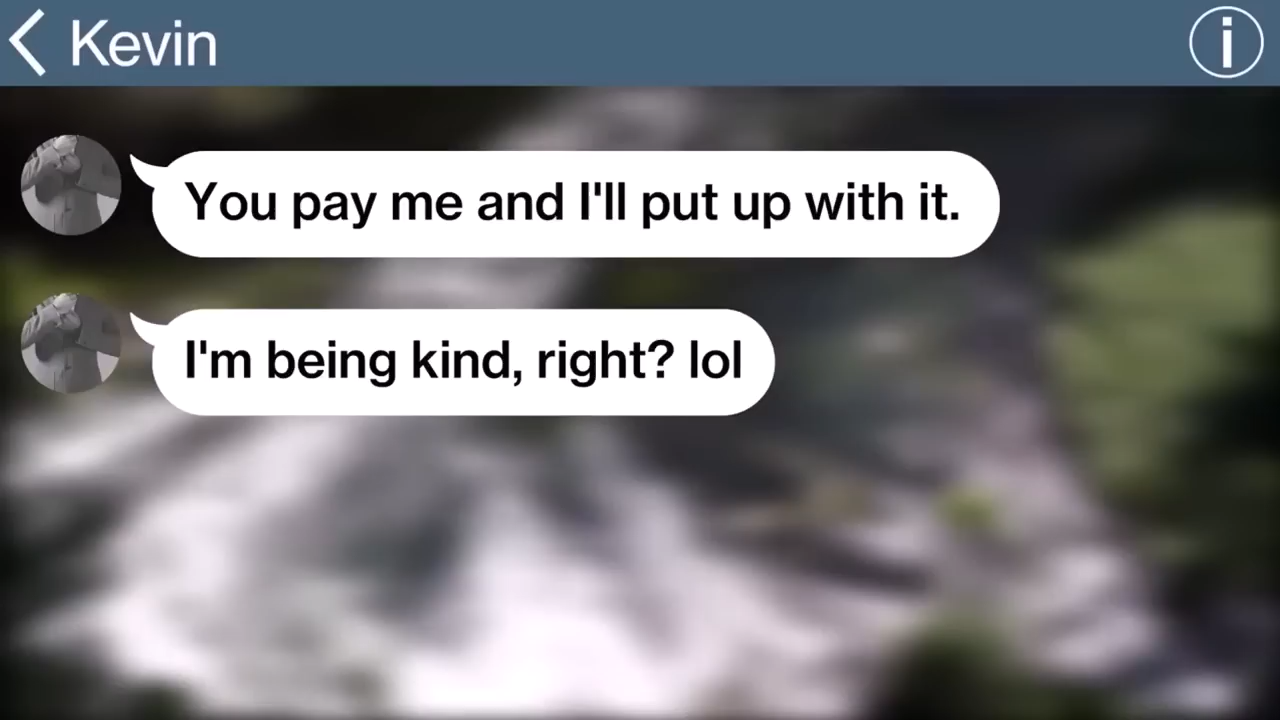 Kevin
You pay me and I'll put up with it.
I'm being kind, right? lol